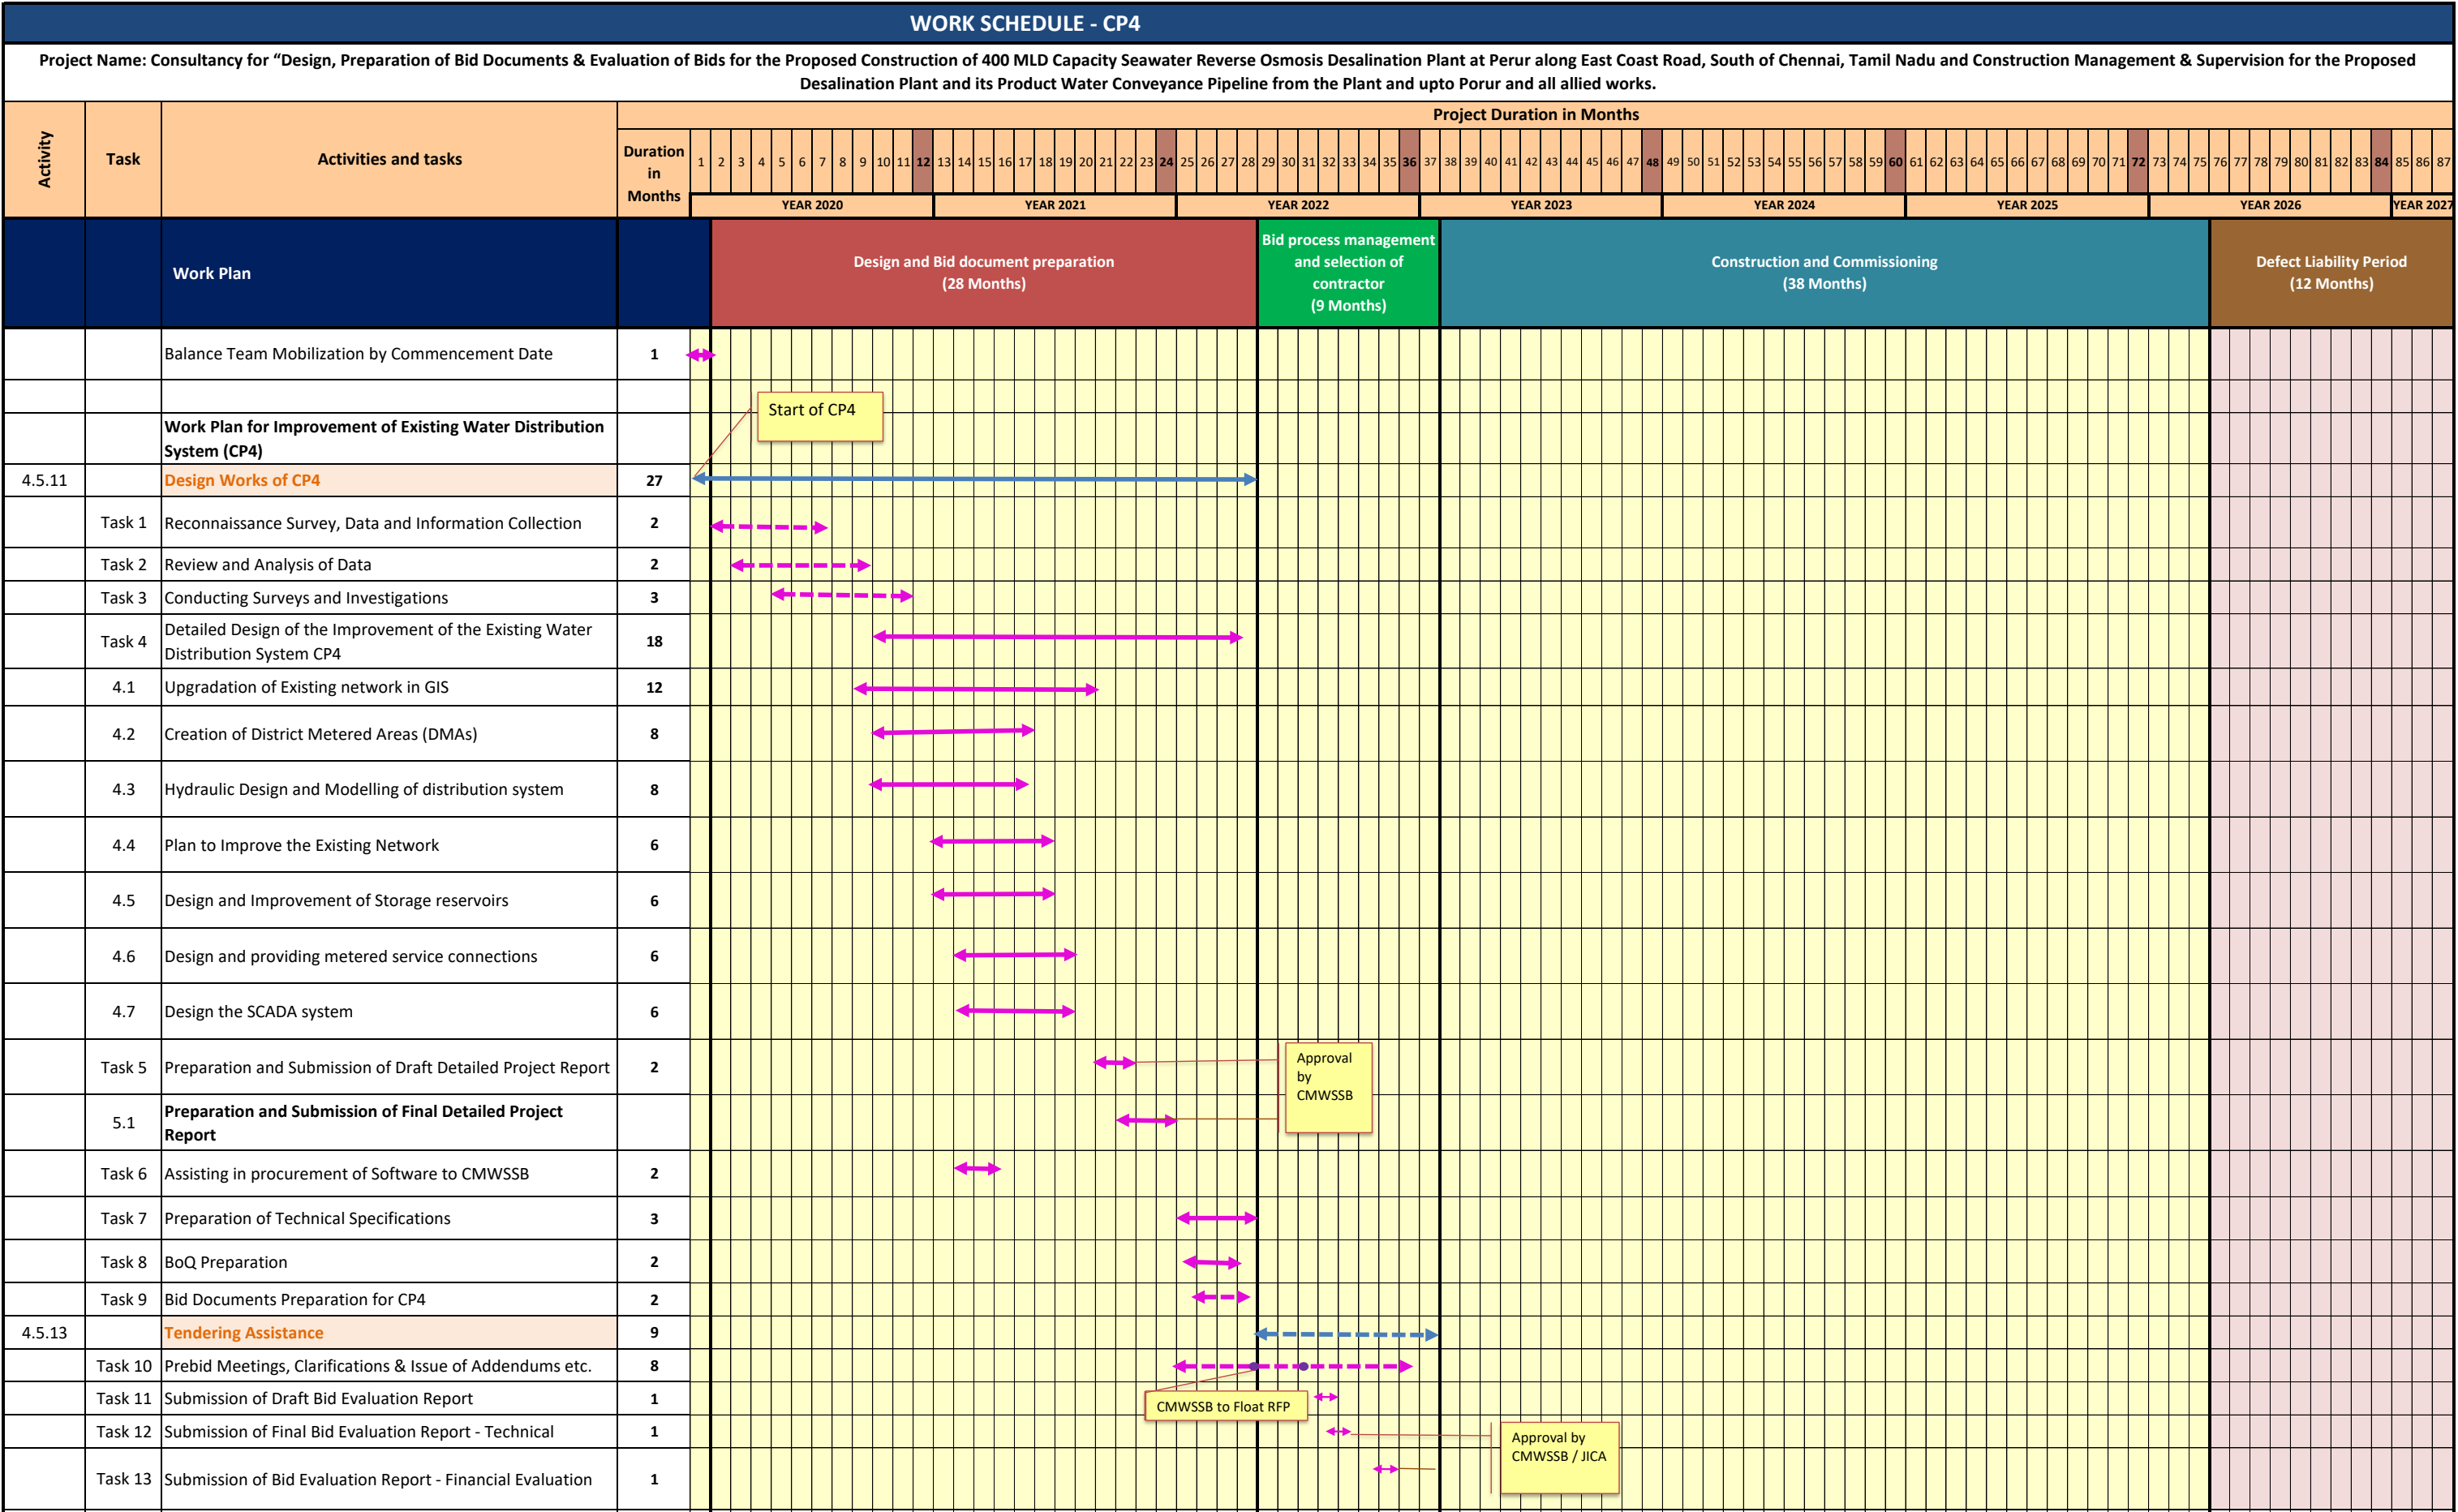 WORK SCHEDULE - CP4
Project Name: Consultancy for “Design, Preparation of Bid Documents & Evaluation of Bids for the Proposed Construction of 400 MLD Capacity Seawater Reverse Osmosis Desalination Plant at Perur along East Coast Road, South of Chennai, Tamil Nadu and Construction Management & Supervision for the Proposed
Desalination Plant and its Product Water Conveyance Pipeline from the Plant and upto Porur and all allied works.
Activity
Task
Activities and tasks
Duration
in
Months
Project Duration in Months
1 2 3 4 5 6 7 8 9 10 11 12 13 14 15 16 17 18 19 20 21 22 23 24 25 26 27 28 29 30 31 32 33 34 35 36 37 38 39 40 41 42 43 44 45 46 47 48 49 50 51 52 53 54 55 56 57 58 59 60 61 62 63 64 65 66 67 68 69 70 71 72 73 74 75 76 77 78 79 80 81 82 83 84 85 86 87
YEAR 2020 YEAR 2021 YEAR 2022 YEAR 2023 YEAR 2024 YEAR 2025 YEAR 2026 YEAR 2027
Work Plan
Design and Bid document preparation
(28 Months)
Bid process management
and selection of
contractor
(9 Months)
Construction and Commissioning
(38 Months)
Defect Liability Period
(12 Months)
Balance Team Mobilization by Commencement Date 1
Start of CP4
Work Plan for Improvement of Existing Water Distribution
System (CP4)
4.5.11 Design Works of CP4 27
Task 1 Reconnaissance Survey, Data and Information Collection 2
Task 2 Review and Analysis of Data 2
Task 3 Conducting Surveys and Investigations 3
Task 4 Detailed Design of the Improvement of the Existing Water
Distribution System CP4 18
4.1 Upgradation of Existing network in GIS 12
4.2 Creation of District Metered Areas (DMAs) 8
4.3 Hydraulic Design and Modelling of distribution system 8
4.4 Plan to Improve the Existing Network 6
4.5 Design and Improvement of Storage reservoirs 6
4.6 Design and providing metered service connections 6
4.7 Design the SCADA system 6
Task 5 Preparation and Submission of Draft Detailed Project Report 2
Approval
by
CMWSSB
5.1 Preparation and Submission of Final Detailed Project
Report
Task 6 Assisting in procurement of Software to CMWSSB 2
Task 7 Preparation of Technical Specifications 3
Task 8 BoQ Preparation 2
Task 9 Bid Documents Preparation for CP4 2
4.5.13 Tendering Assistance 9
Task 10 Prebid Meetings, Clarifications & Issue of Addendums etc. 8
Task 11 Submission of Draft Bid Evaluation Report 1
CMWSSB to Float RFP
Task 12 Submission of Final Bid Evaluation Report - Technical 1
Approval by
CMWSSB / JICA
Task 13 Submission of Bid Evaluation Report - Financial Evaluation 1